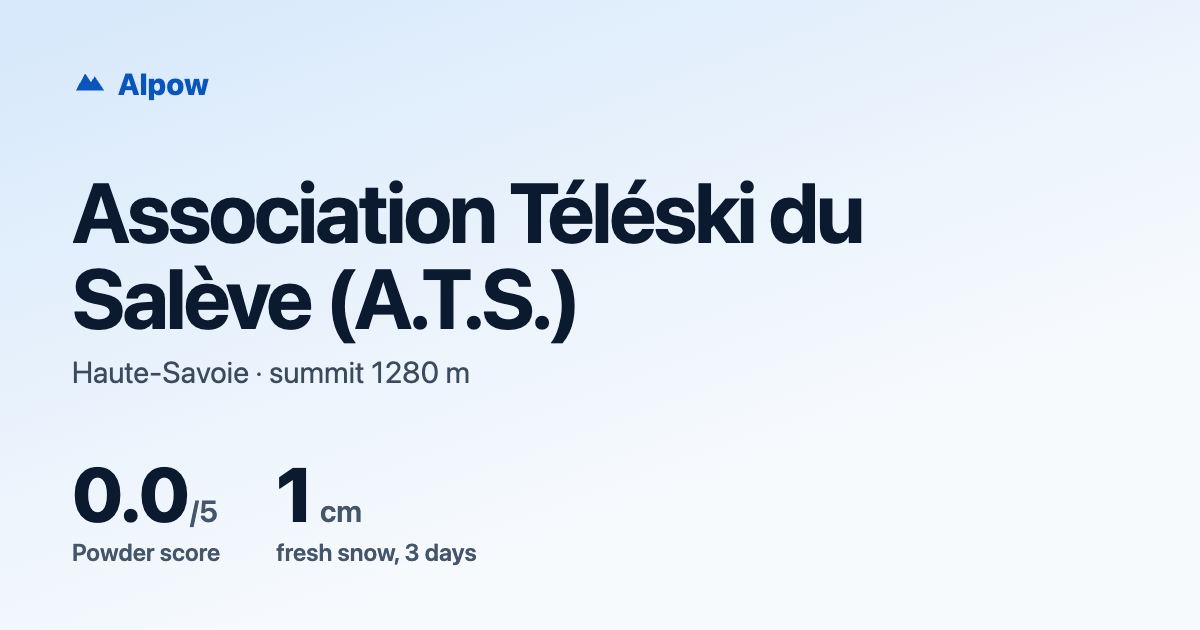 Alpow
Association Téléski du
Salève (A.T.S.)
Haute-Savoie · summit 1280 m
0.0/5
Powder score
1 cm
fresh snow, 3 days